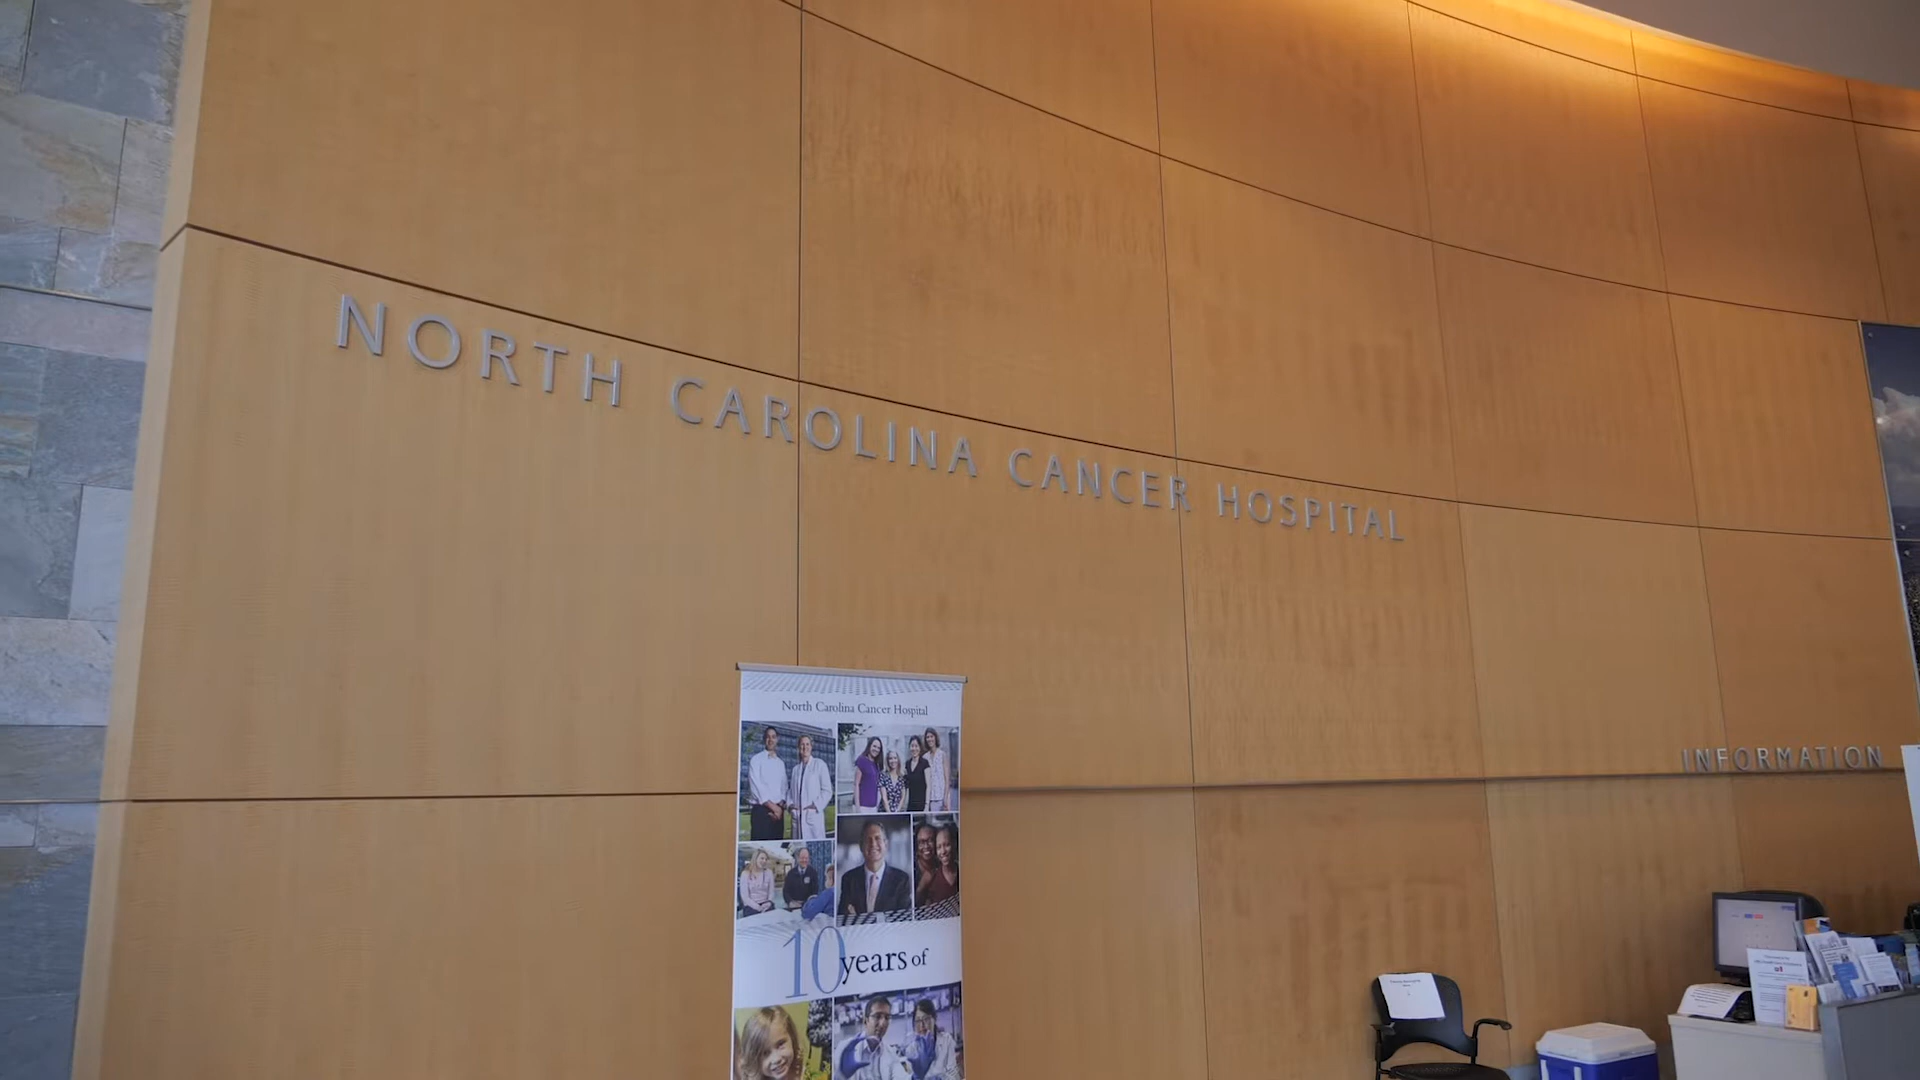 NORTH CAROLINA CANCER HOSPITAL
North Carolina Cancer Hospital
10 years of
INFORMATION